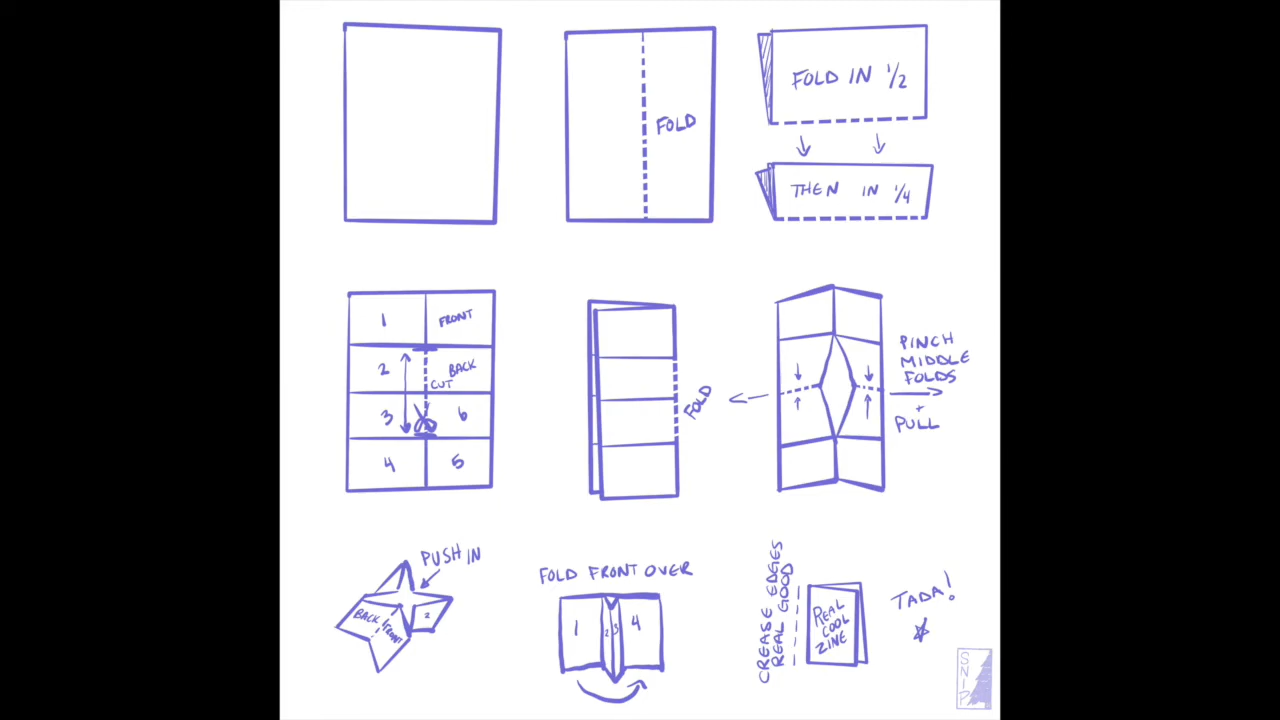 FOLD
FOLD IN 1/2
THEN IN 1/4
1
FRONT
2
BACK
CUT
3
6
4
5
FOLD
PINCH
MIDDLE
FOLDS
+
PULL
PUSH IN
BACK
FRONT
1
2
FOLD FRONT OVER
1
2
3
4
CREASE EDGES
REAL GOOD
REAL
COOL
ZINE
TADA!
SNIP